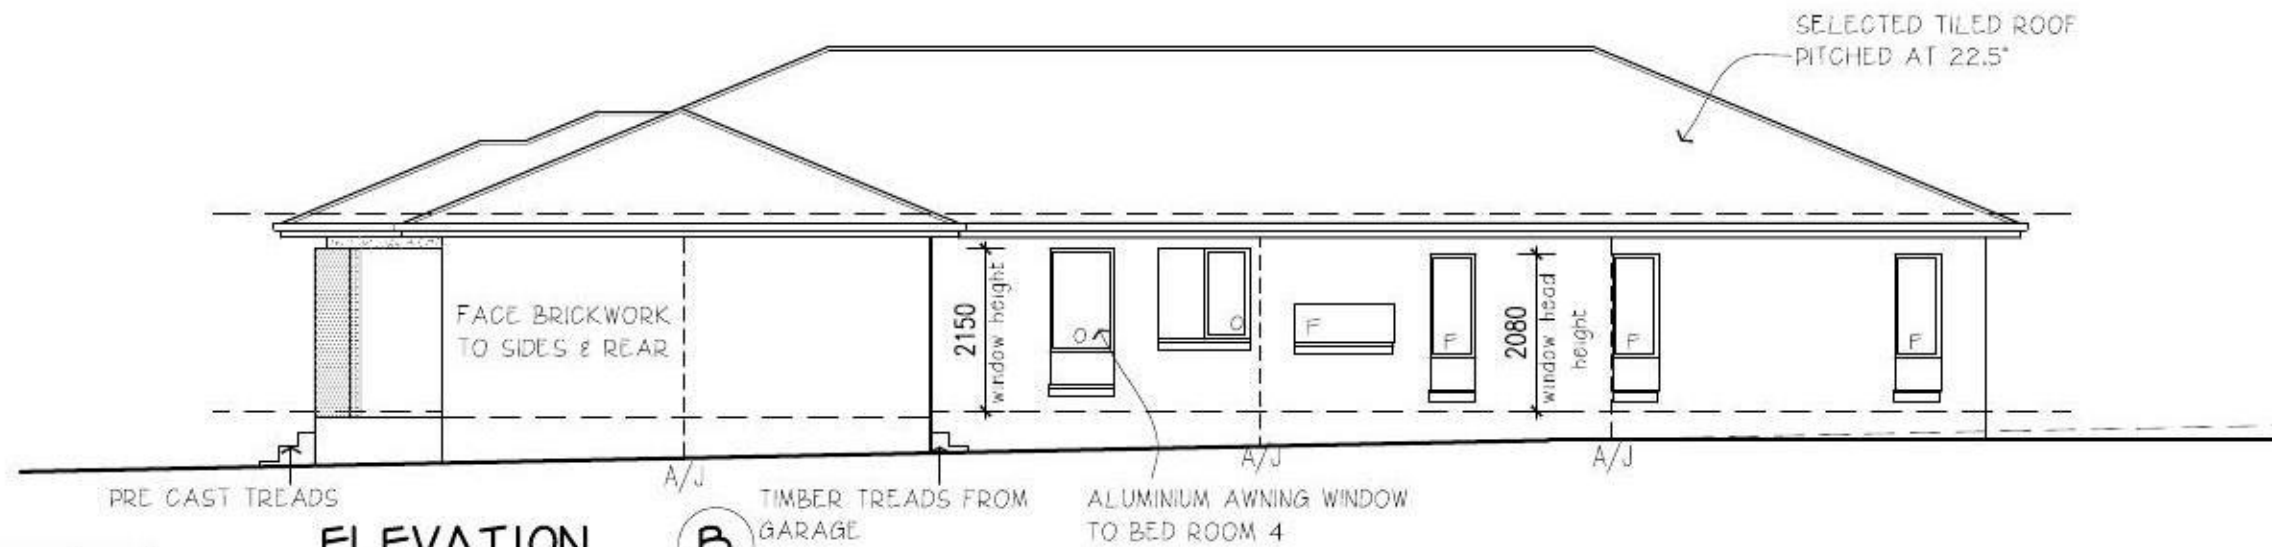 SELECTED TILED ROOF
PITCHED AT 22.5°
FACE BRICKWORK
TO SIDES & REAR
2150
window height
O
O
F
F
2080
window head
height
F
F
A/J
A/J
A/J
PRE CAST TREADS
TIMBER TREADS FROM
GARAGE
ALUMINIUM AWNING WINDOW
TO BED ROOM 4
ELEVATION
B